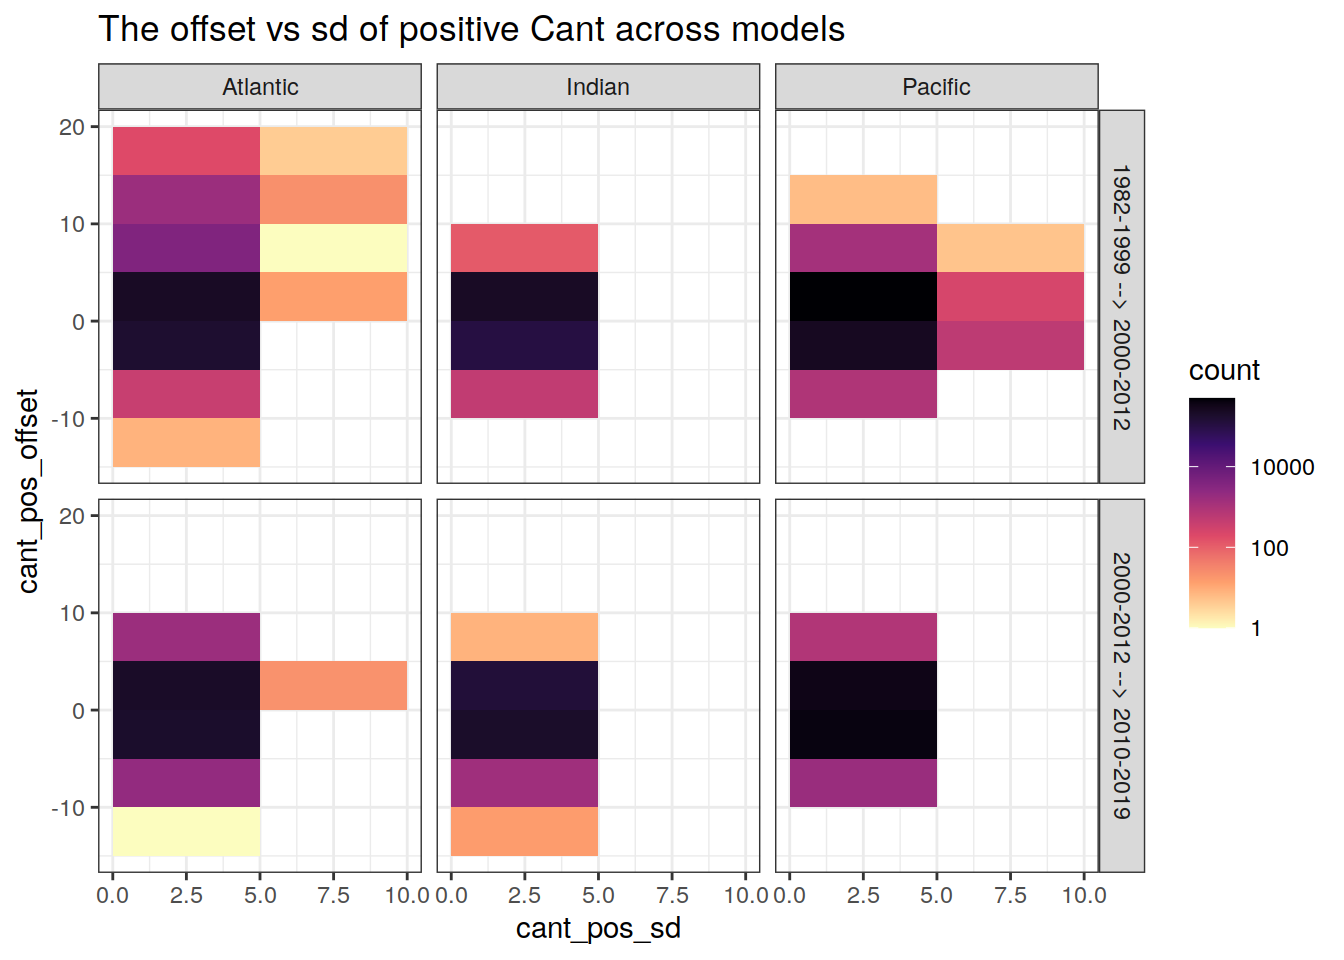 The offset vs sd of positive Cant across models
Atlantic
Indian
Pacific
20
10
0
-10
1982-1999 --> 2000-2012
20
10
0
-10
2000-2012 --> 2010-2019
0.0 2.5 5.0 7.5 10.0
0.0 2.5 5.0 7.5 10.0
0.0 2.5 5.0 7.5 10.0
cant_pos_sd
cant_pos_offset
count
10000
100
1